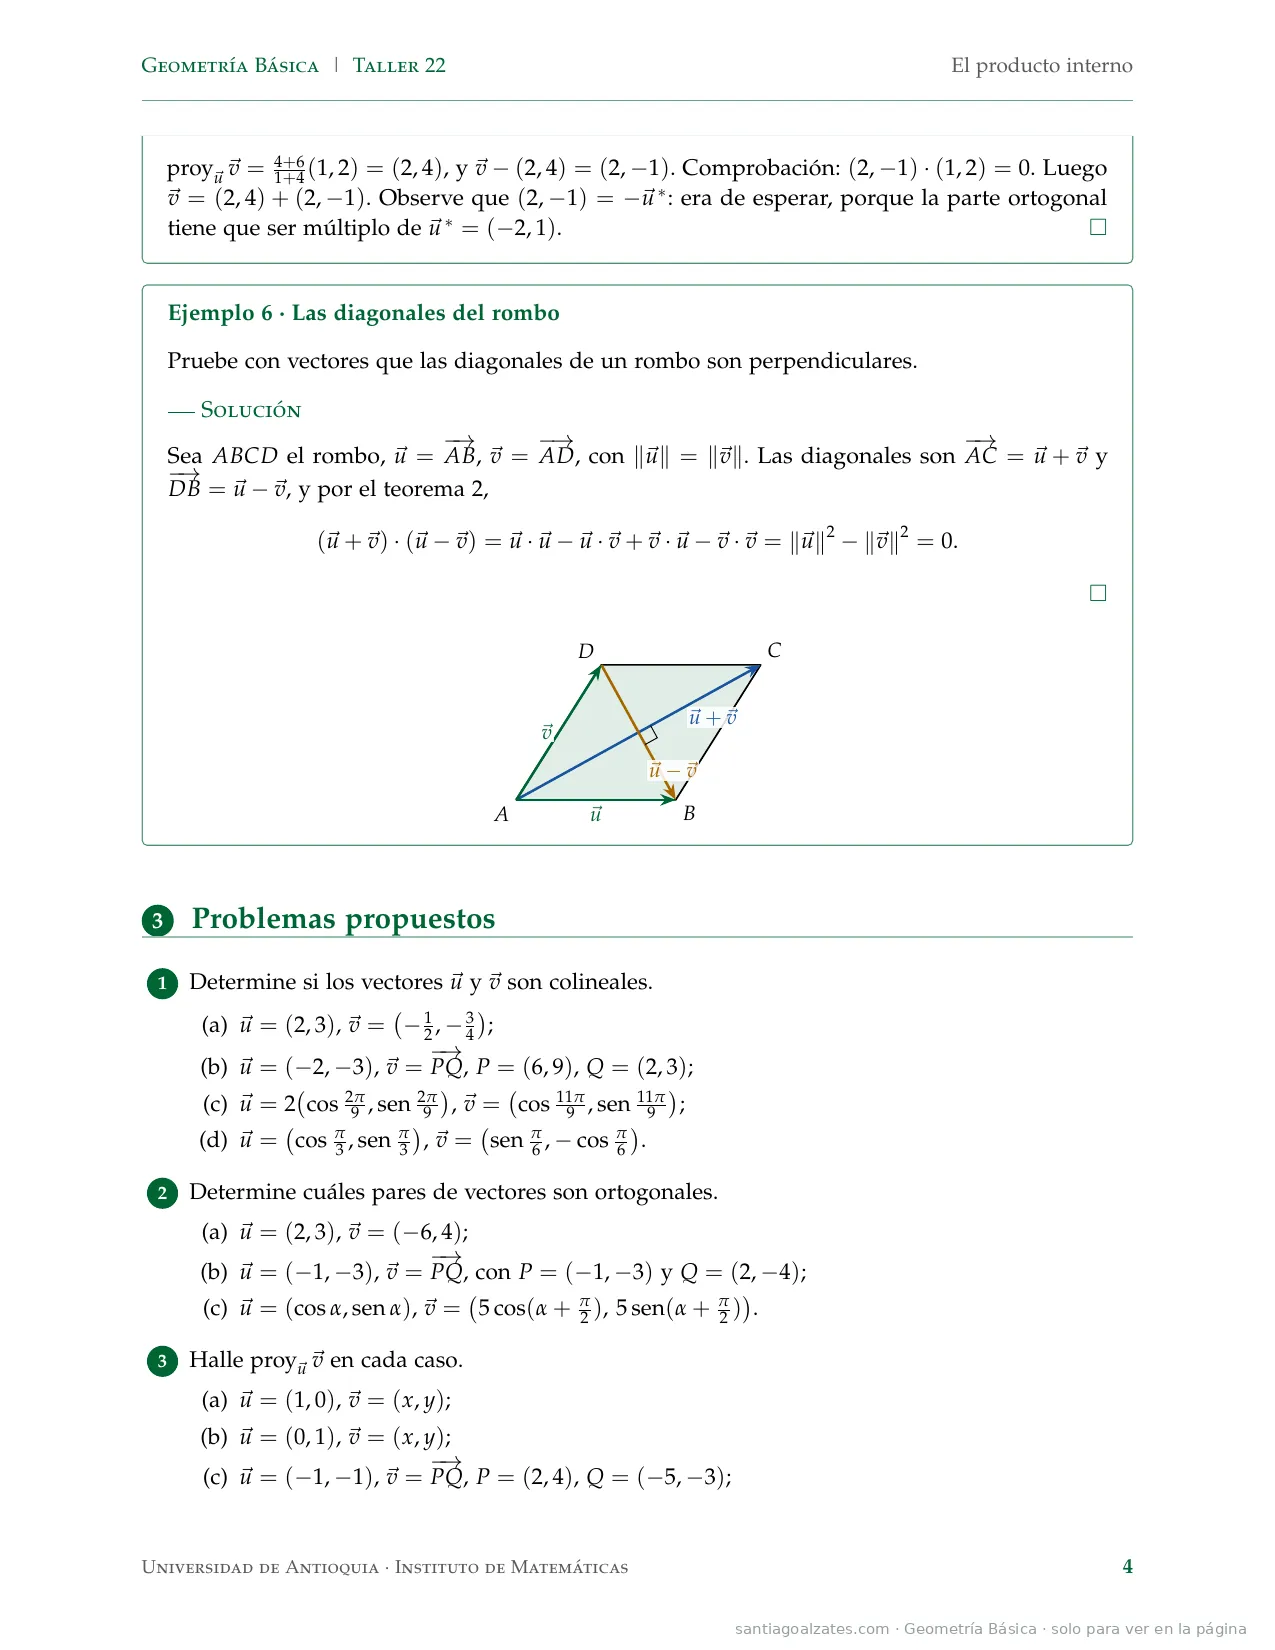 Geometría Básica | Taller 22
El producto interno
proy_u⃗ v⃗ = 4+6/1+4 (1, 2) = (2, 4), y v⃗ − (2, 4) = (2, −1). Comprobación: (2, −1) · (1, 2) = 0. Luego
v⃗ = (2, 4) + (2, −1). Observe que (2, −1) = −u⃗*: era de esperar, porque la parte ortogonal
tiene que ser múltiplo de u⃗* = (−2, 1). □
Ejemplo 6 · Las diagonales del rombo
Pruebe con vectores que las diagonales de un rombo son perpendiculares.
— Solución
Sea ABCD el rombo, u⃗ = AB→, v⃗ = AD→, con ‖u⃗‖ = ‖v⃗‖. Las diagonales son AC→ = u⃗ + v⃗ y
DB→ = u⃗ − v⃗, y por el teorema 2,
(u⃗ + v⃗) · (u⃗ − v⃗) = u⃗ · u⃗ − u⃗ · v⃗ + v⃗ · u⃗ − v⃗ · v⃗ = ‖u⃗‖² − ‖v⃗‖² = 0.
□
D
C
u⃗ + v⃗
v⃗
u⃗ − v⃗
A
u⃗
B
3 Problemas propuestos
1 Determine si los vectores u⃗ y v⃗ son colineales.
(a) u⃗ = (2, 3), v⃗ = (−1/2, −3/4);
(b) u⃗ = (−2, −3), v⃗ = PQ→, P = (6, 9), Q = (2, 3);
(c) u⃗ = 2(cos 2π/9, sen 2π/9), v⃗ = (cos 11π/9, sen 11π/9);
(d) u⃗ = (cos π/3, sen π/3), v⃗ = (sen π/6, − cos π/6).
2 Determine cuáles pares de vectores son ortogonales.
(a) u⃗ = (2, 3), v⃗ = (−6, 4);
(b) u⃗ = (−1, −3), v⃗ = PQ→, con P = (−1, −3) y Q = (2, −4);
(c) u⃗ = (cos α, sen α), v⃗ = (5 cos(α + π/2), 5 sen(α + π/2)).
3 Halle proy_u⃗ v⃗ en cada caso.
(a) u⃗ = (1, 0), v⃗ = (x, y);
(b) u⃗ = (0, 1), v⃗ = (x, y);
(c) u⃗ = (−1, −1), v⃗ = PQ→, P = (2, 4), Q = (−5, −3);
Universidad de Antioquia · Instituto de Matemáticas
4
santiagoalzates.com · Geometría Básica · solo para ver en la página